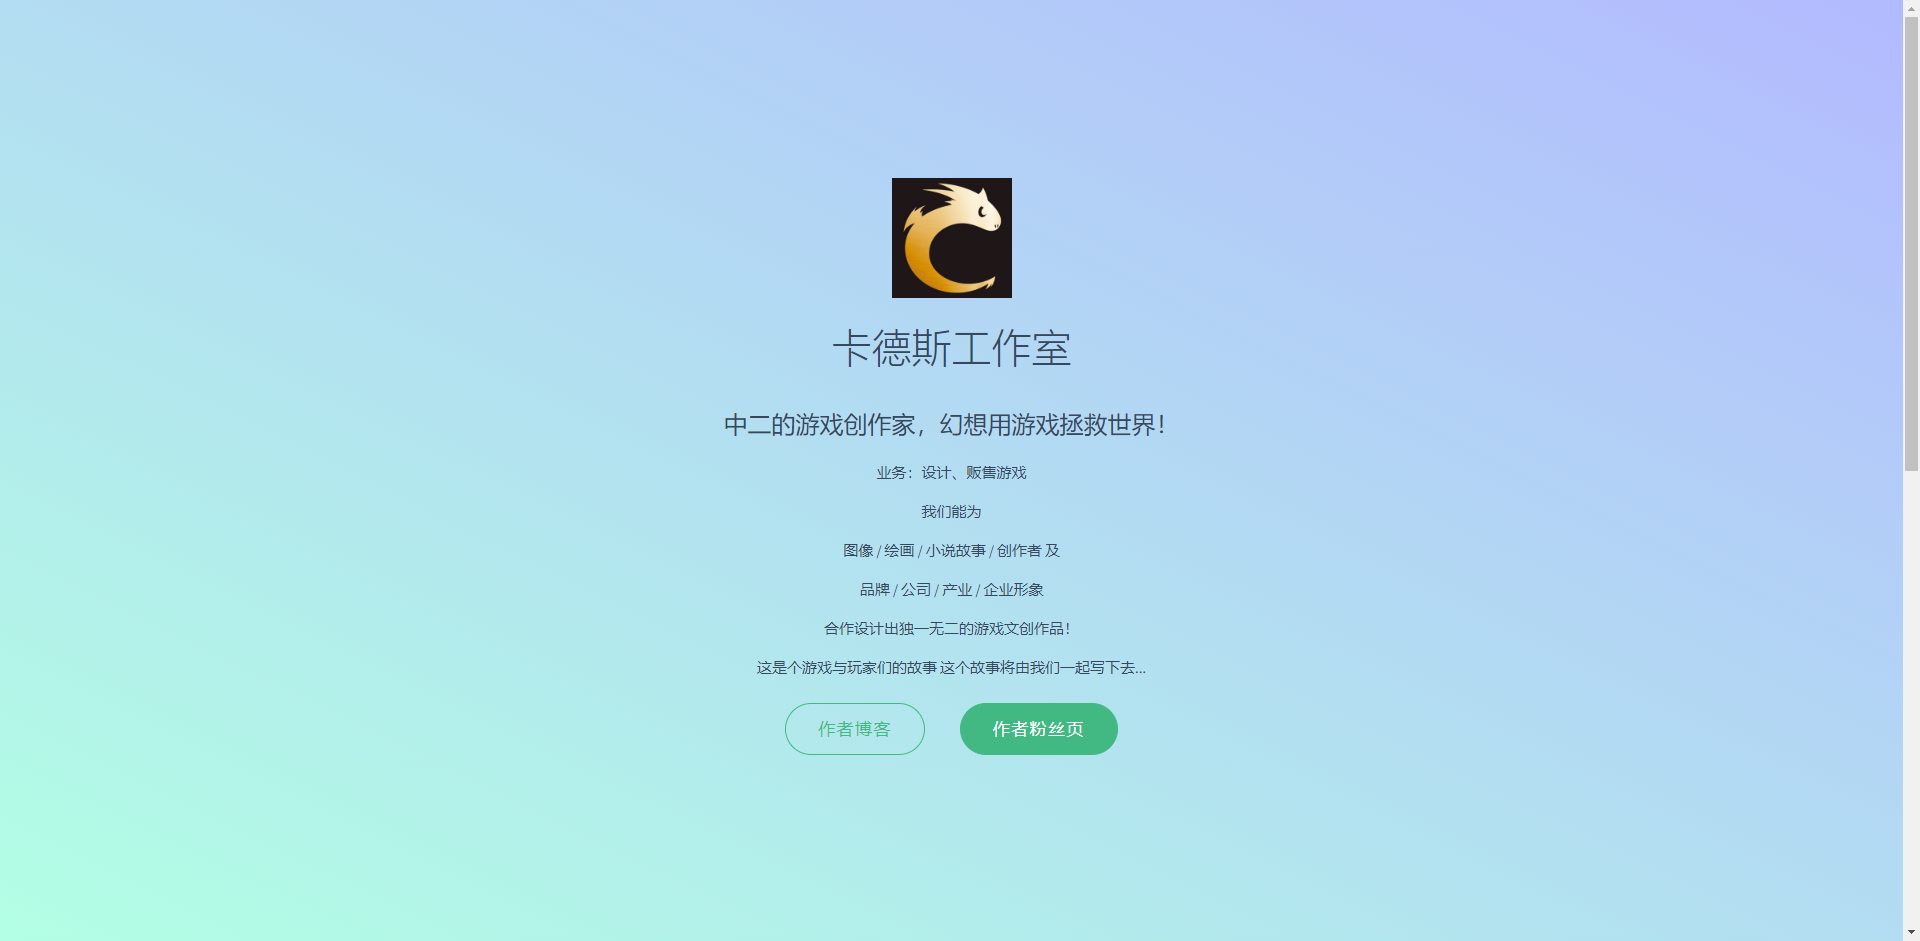 卡德斯工作室
中二的游戏创作家，幻想用游戏拯救世界！
业务：设计、贩售游戏
我们能为
图像 / 绘画 / 小说故事 / 创作者 及
品牌 / 公司 / 产业 / 企业形象
合作设计出独一无二的游戏文创作品！
这是个游戏与玩家们的故事 这个故事将由我们一起写下去...
作者博客
作者粉丝页